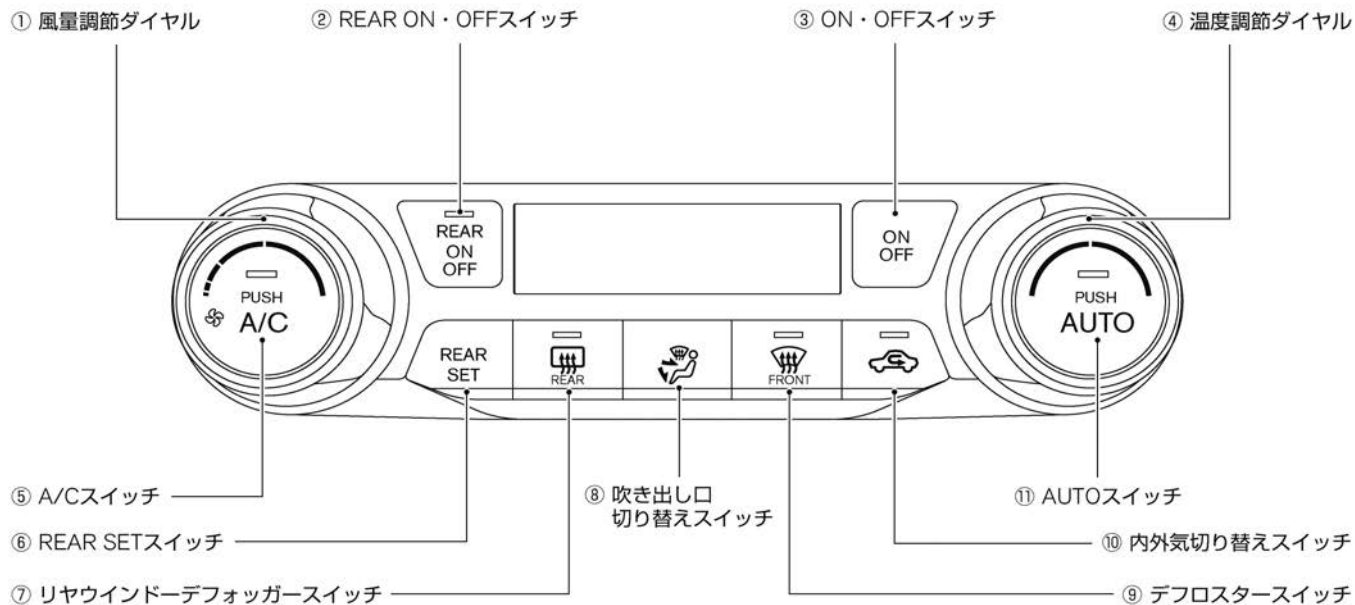 ① 風量調節ダイヤル
② REAR ON・OFFスイッチ
③ ON・OFFスイッチ
④ 温度調節ダイヤル
REAR
ON
OFF
ON
OFF
PUSH
A/C
PUSH
AUTO
REAR
SET
REAR
FRONT
⑤ A/Cスイッチ
⑥ REAR SETスイッチ
⑦ リヤウインドーデフォッガースイッチ
⑧ 吹き出し口
切り替えスイッチ
⑪ AUTOスイッチ
⑩ 内外気切り替えスイッチ
⑨ デフロスタースイッチ